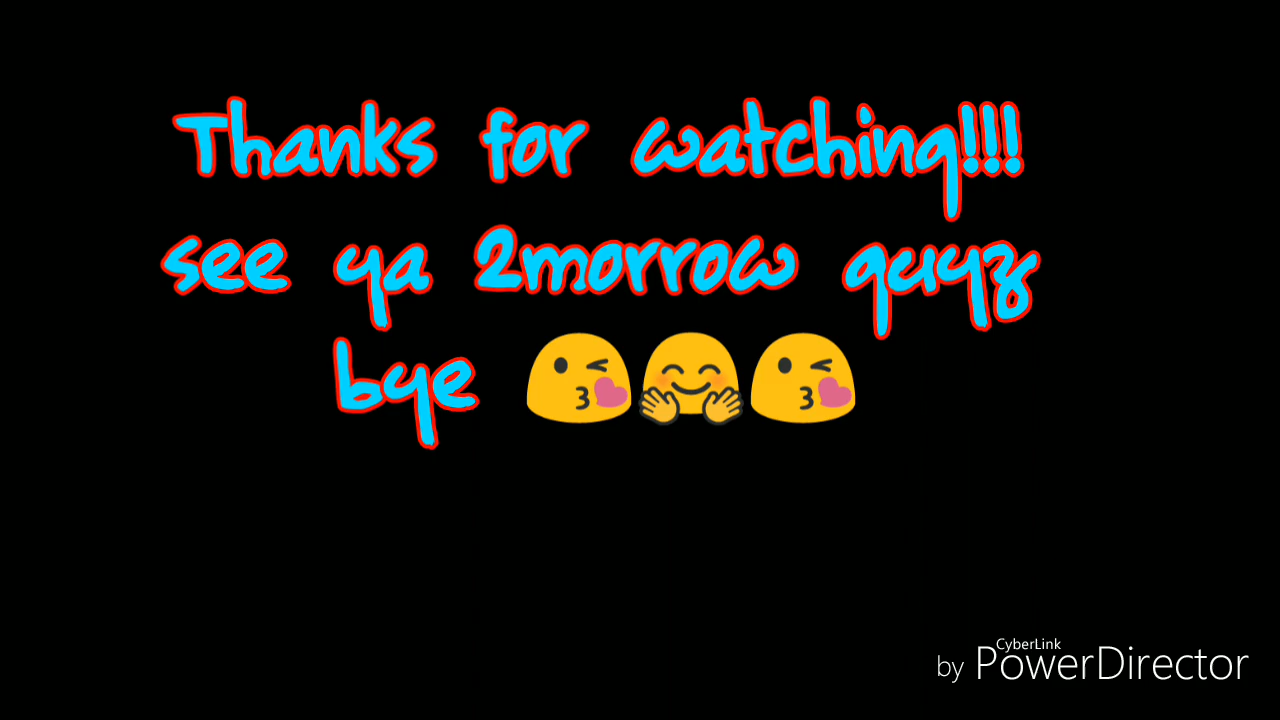 Thanks for watching!!!
see ya 2morrow guyz
bye 😘🤗😘
CyberLink
by PowerDirector